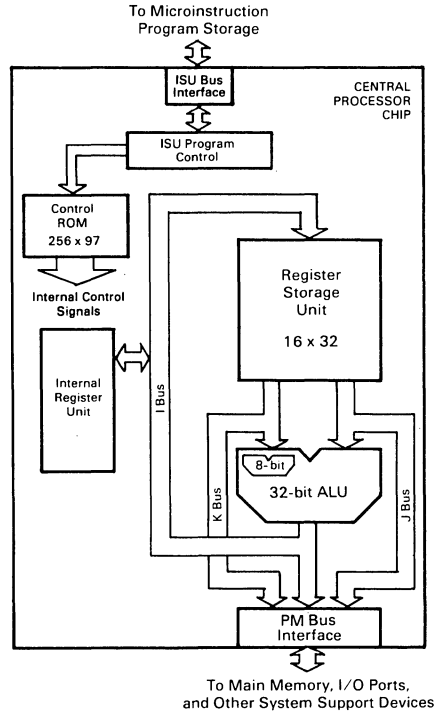 To Microinstruction
Program Storage
ISU Bus
Interface
CENTRAL
PROCESSOR
CHIP
ISU Program
Control
Control
ROM
256 x 97
Internal Control
Signals
Register
Storage
Unit
16 x 32
Internal
Register
Unit
I Bus
K Bus
8-bit
32-bit ALU
J Bus
PM Bus
Interface
To Main Memory, I/O Ports,
and Other System Support Devices